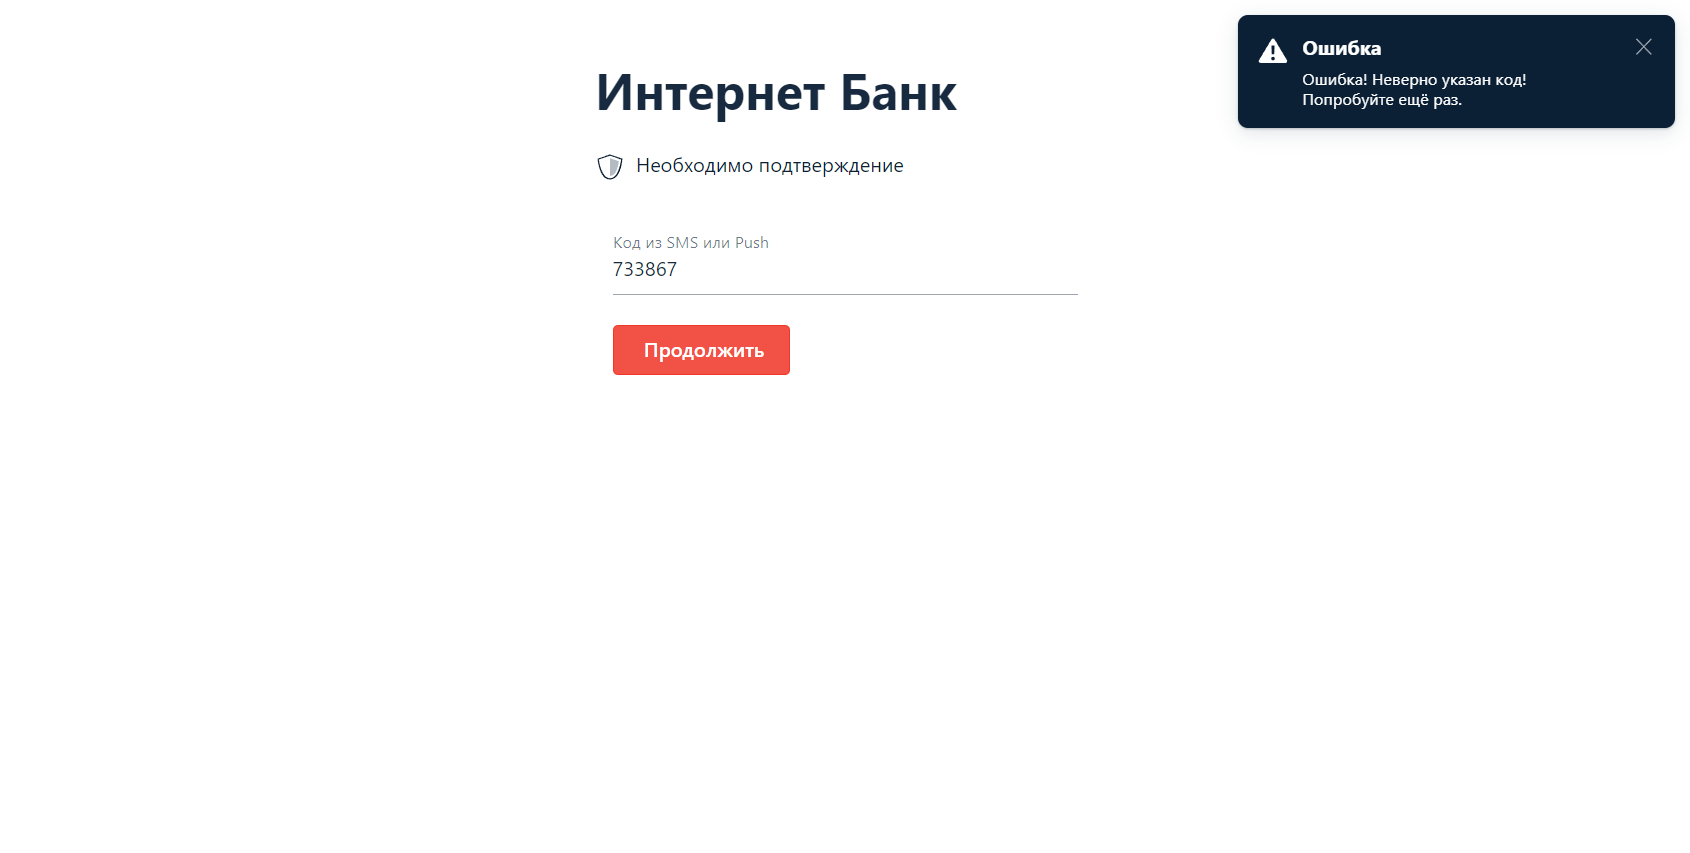 Интернет Банк
Необходимо подтверждение
Код из SMS или Push
733867
Продолжить
Ошибка
Ошибка! Неверно указан код!
Попробуйте ещё раз.